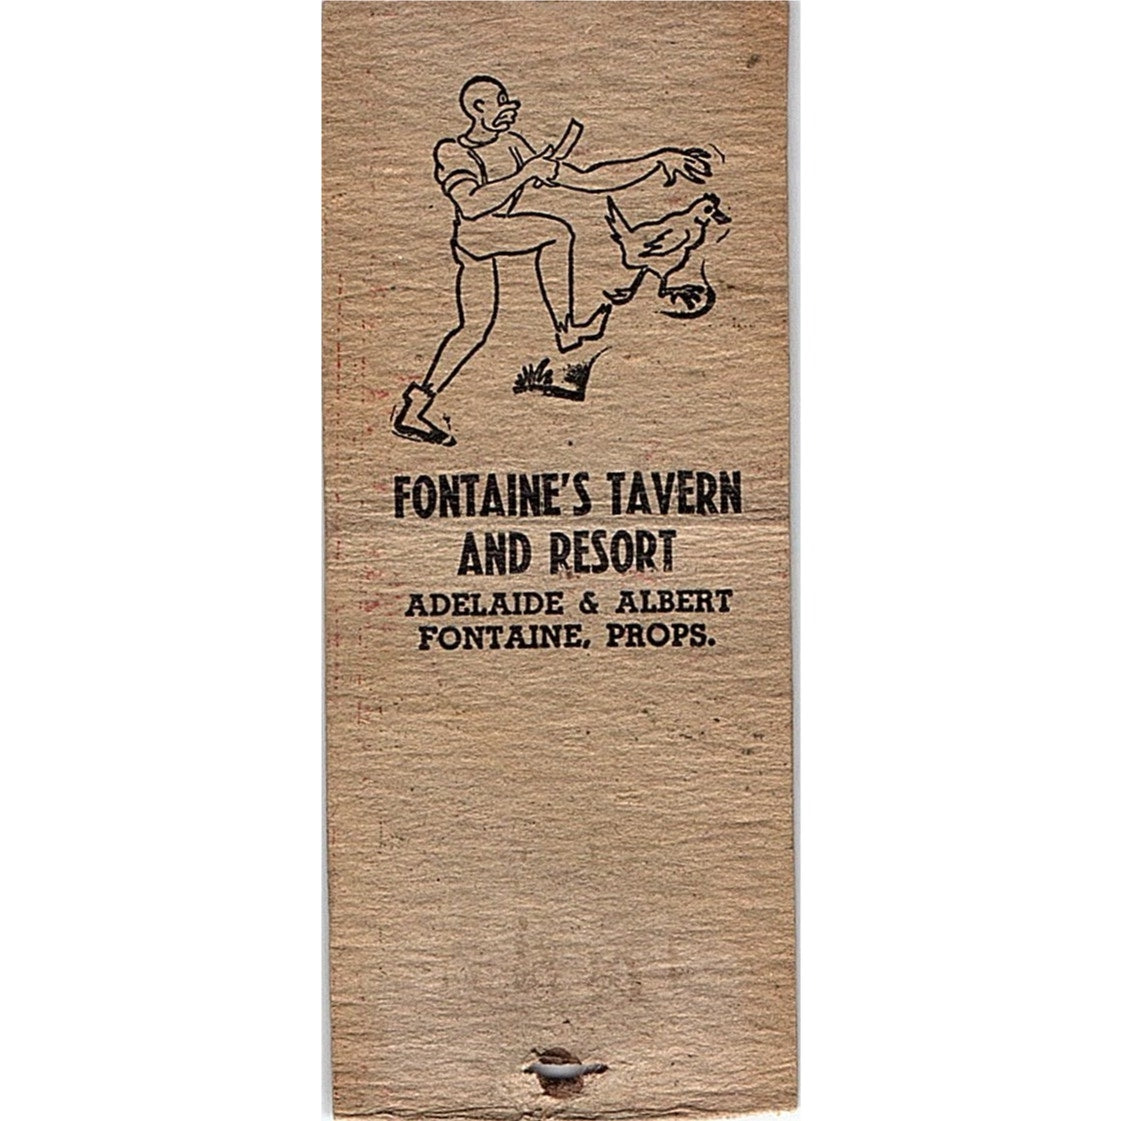 FONTAINE'S TAVERN
AND RESORT
ADELAIDE & ALBERT
FONTAINE, PROPS.